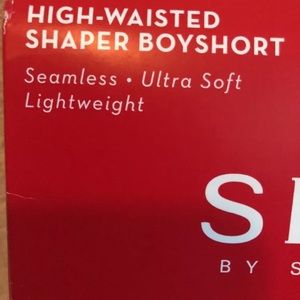 HIGH-WAISTED
SHAPER BOYSHORT
Seamless • Ultra Soft
Lightweight
S
BY S